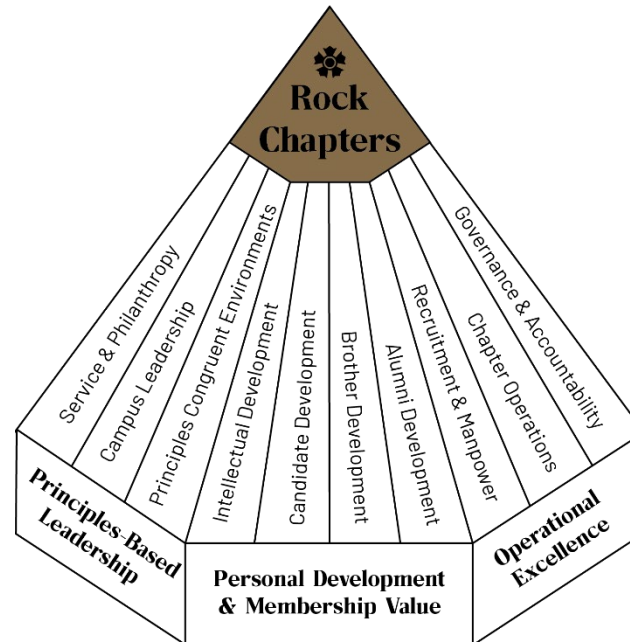 Rock
Chapters
Service & Philanthropy
Campus Leadership
Principles Congruent Environments
Intellectual Development
Candidate Development
Brother Development
Alumni Development
Recruitment & Manpower
Chapter Operations
Governance & Accountability
Principles-Based
Leadership
Personal Development
& Membership Value
Operational
Excellence